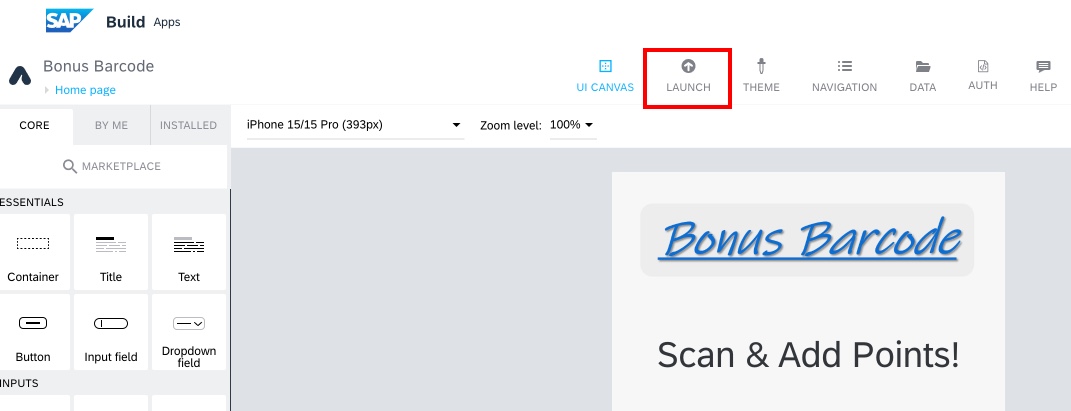 SAP Build Apps
Bonus Barcode
Home page
UI CANVAS LAUNCH THEME NAVIGATION DATA AUTH HELP
CORE BY ME INSTALLED
iPhone 15/15 Pro (393px) Zoom level: 100%
MARKETPLACE
ESSENTIALS
Container Title Text
Button Input field Dropdown
field
INPUTS
Bonus Barcode
Scan & Add Points!